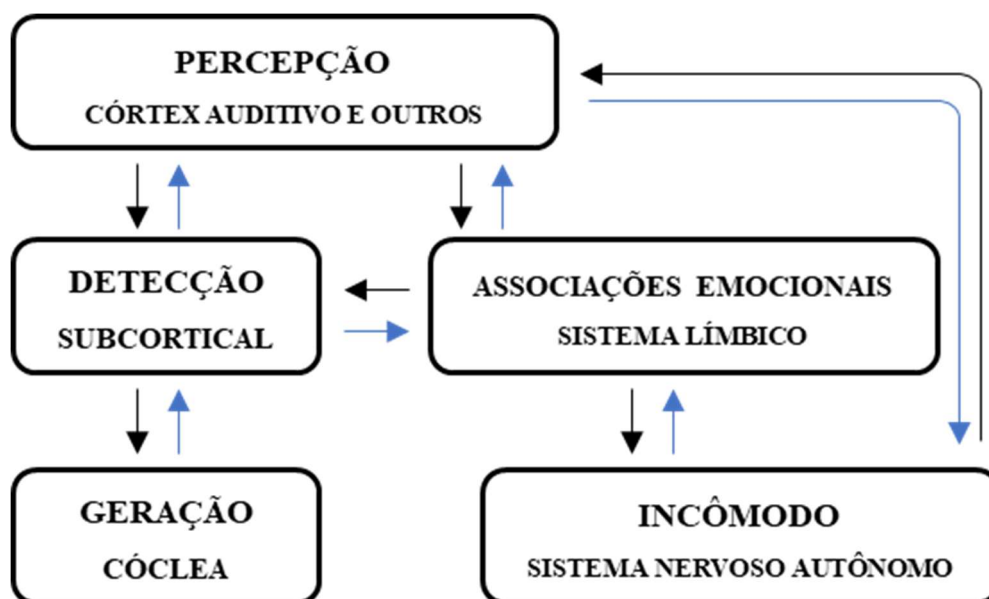 PERCEPÇÃO
CÓRTEX AUDITIVO E OUTROS
DETECÇÃO
SUBCORTICAL
ASSOCIAÇÕES EMOCIONAIS
SISTEMA LÍMBICO
GERAÇÃO
CÓCLEA
INCÔMODO
SISTEMA NERVOSO AUTÔNOMO